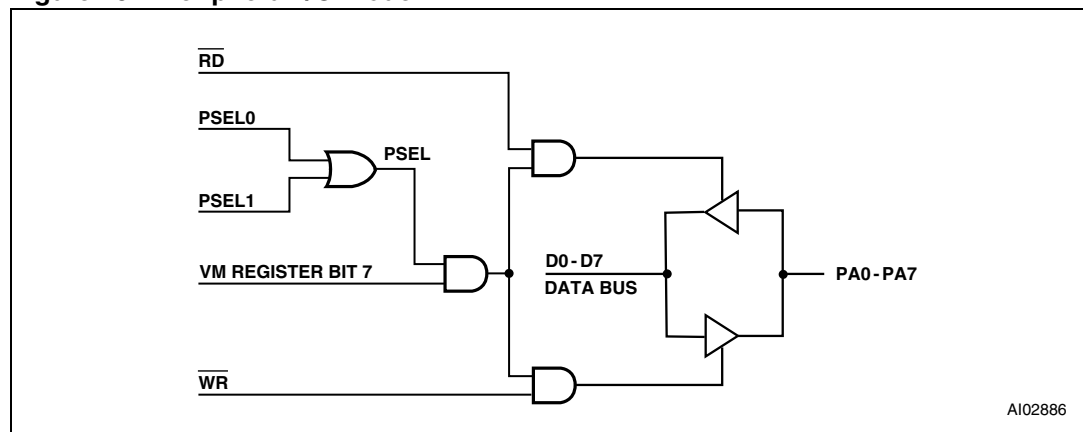 RD
PSEL0
PSEL
PSEL1
VM REGISTER BIT 7
D0-D7
DATA BUS
PA0-PA7
WR
AI02886